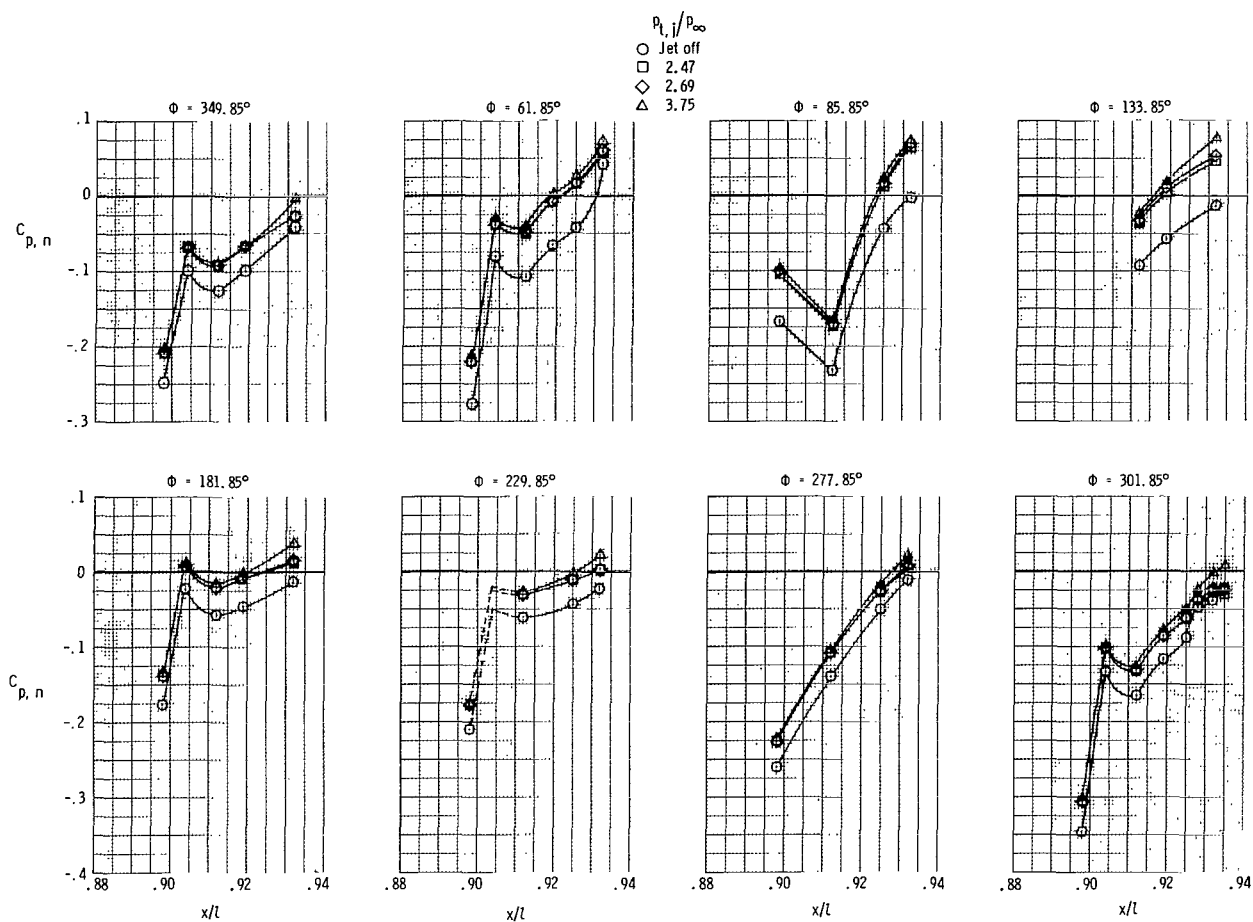 p_t,j/p_∞
Jet off
2.47
2.69
3.75
Φ = 349.85°
Φ = 61.85°
Φ = 85.85°
Φ = 133.85°
.1
0
C_p,n
-.1
-.2
-.3
Φ = 181.85°
Φ = 229.85°
Φ = 277.85°
Φ = 301.85°
.1
0
-.1
C_p,n
-.2
-.3
-.4
.88 .90 .92 .94
.88 .90 .92 .94
.88 .90 .92 .94
.88 .90 .92 .94
x/l
x/l
x/l
x/l